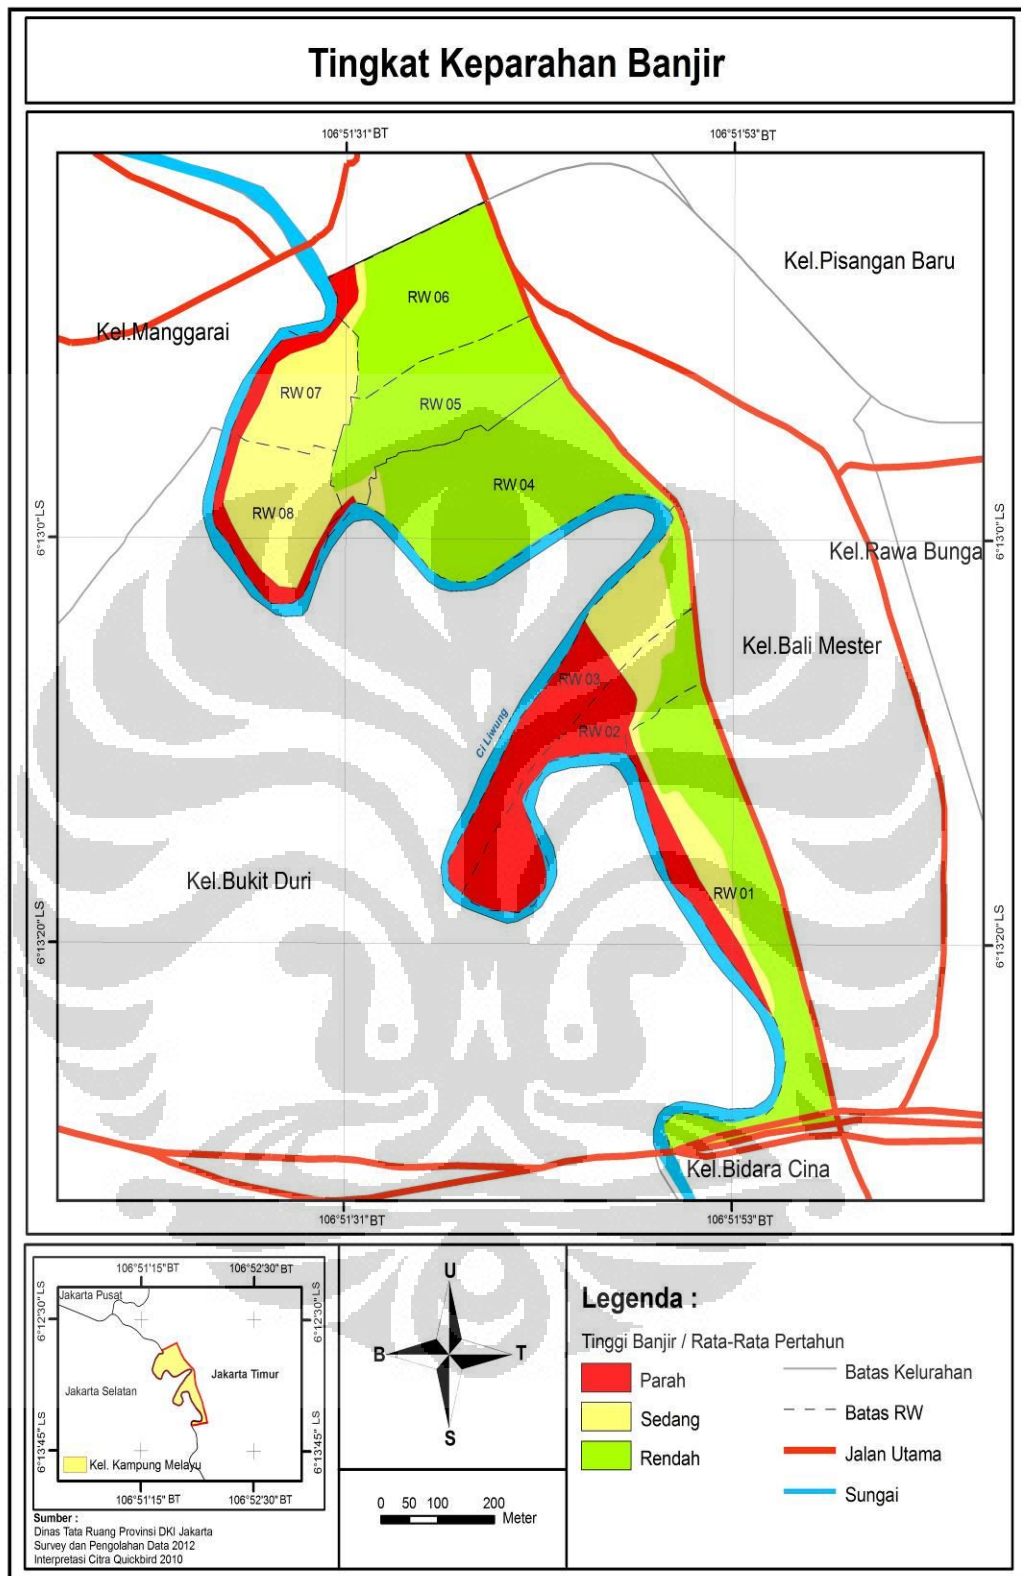 Tingkat Keparahan Banjir
106°51'31" BT
106°51'53" BT
Kel.Pisangan Baru
RW 06
Kel.Manggarai
RW 07
RW 05
RW 04
RW 08
6°13'0" LS
6°13'0" LS
Kel.Rawa Bunga
Kel.Bali Mester
RW 03
Ci Liwung
RW 02
Kel.Bukit Duri
RW 01
6°13'20" LS
6°13'20" LS
Kel.Bidara Cina
106°51'31" BT
106°51'53" BT
106°51'15" BT
106°52'30" BT
6°12'30" LS
6°12'30" LS
Jakarta Pusat
Jakarta Timur
Jakarta Selatan
6°13'45" LS
6°13'45" LS
Kel. Kampung Melayu
106°51'15" BT
106°52'30" BT
Sumber :
Dinas Tata Ruang Provinsi DKI Jakarta
Survey dan Pengolahan Data 2012
Interpretasi Citra Quickbird 2010
U
B
T
S
0 50 100 200
Meter
Legenda :
Tinggi Banjir / Rata-Rata Pertahun
Parah
Sedang
Rendah
Batas Kelurahan
Batas RW
Jalan Utama
Sungai